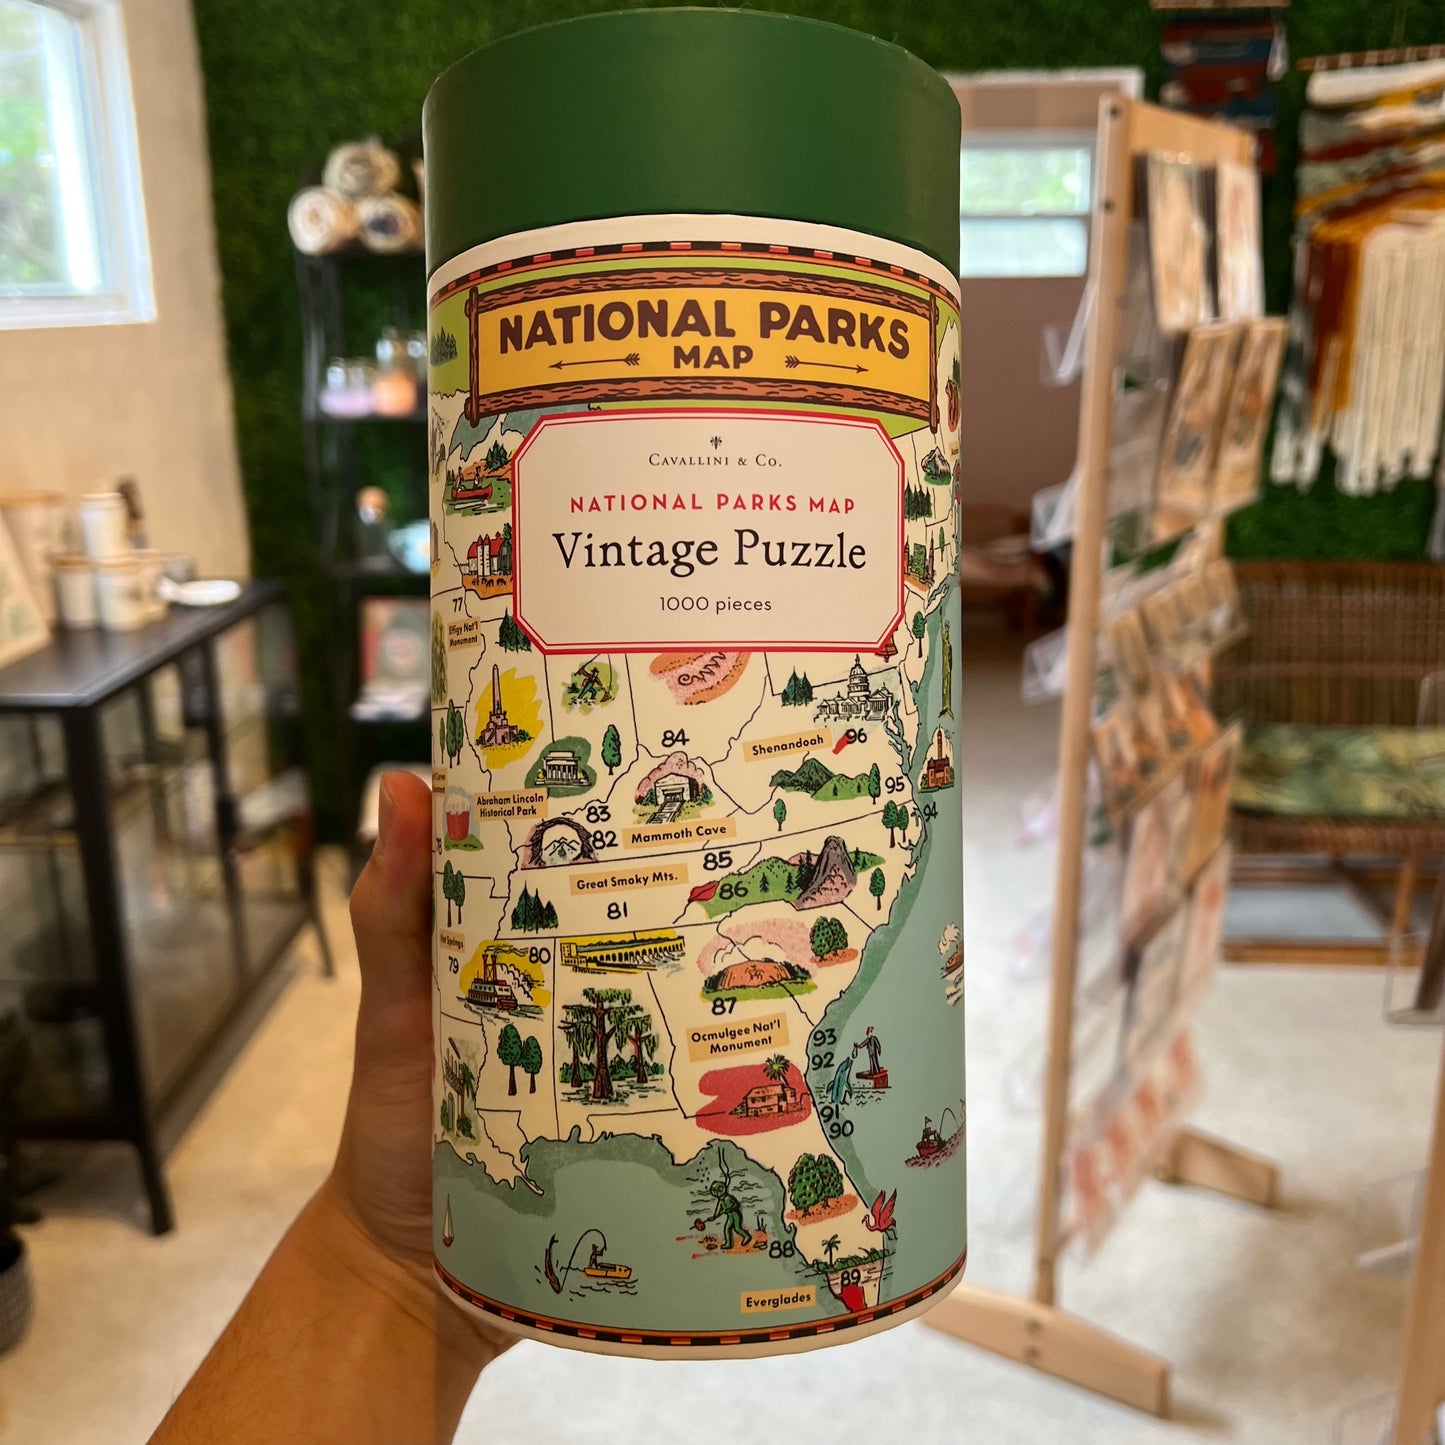 NATIONAL PARKS
MAP
CAVALLINI & CO.
NATIONAL PARKS MAP
Vintage Puzzle
1000 pieces
77
Effigy Nat'l
Monument
84
Shenandoah
96
95
94
Abraham Lincoln
Historical Park
83
82
Mammoth Cave
78
85
Great Smoky Mts.
86
81
Springs
79
80
87
Ocmulgee Nat'l
Monument
93
92
91
90
88
89
Everglades